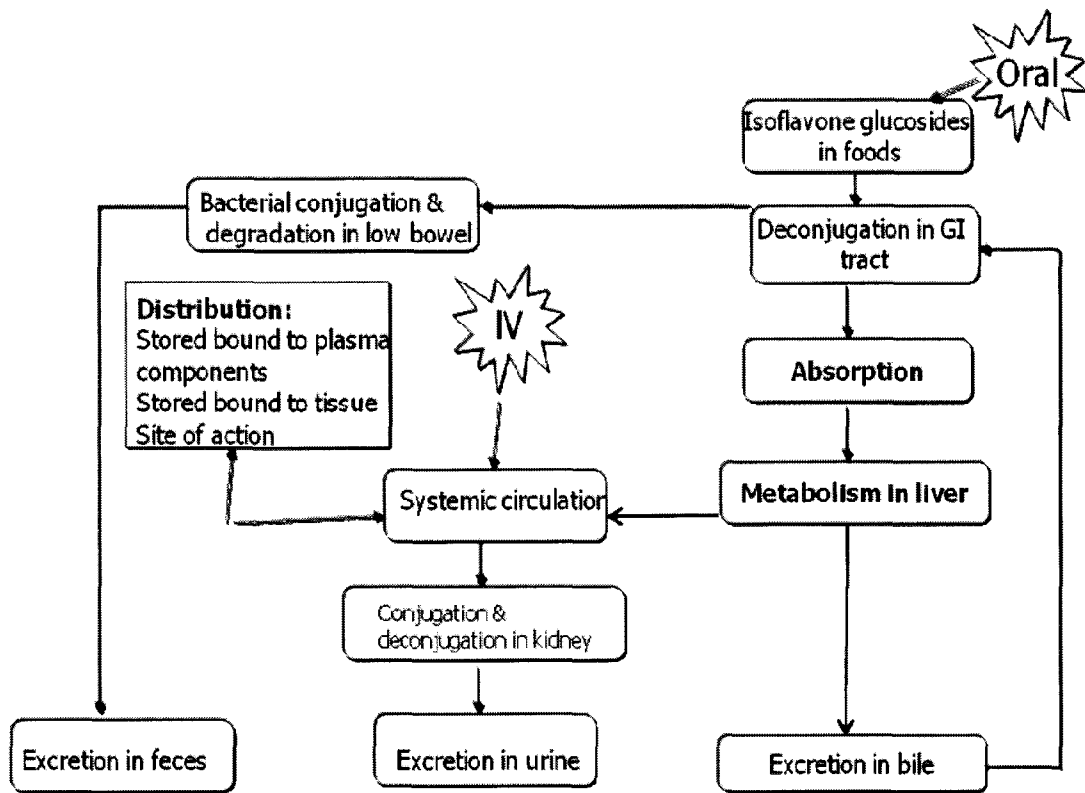 Oral
Isoflavone glucosides
in foods
Bacterial conjugation &
degradation in low bowel
Deconjugation in GI
tract
Distribution:
Stored bound to plasma
components
Stored bound to tissue
Site of action
IV
Absorption
Systemic circulation
Metabolism in liver
Conjugation &
deconjugation in kidney
Excretion in feces
Excretion in urine
Excretion in bile